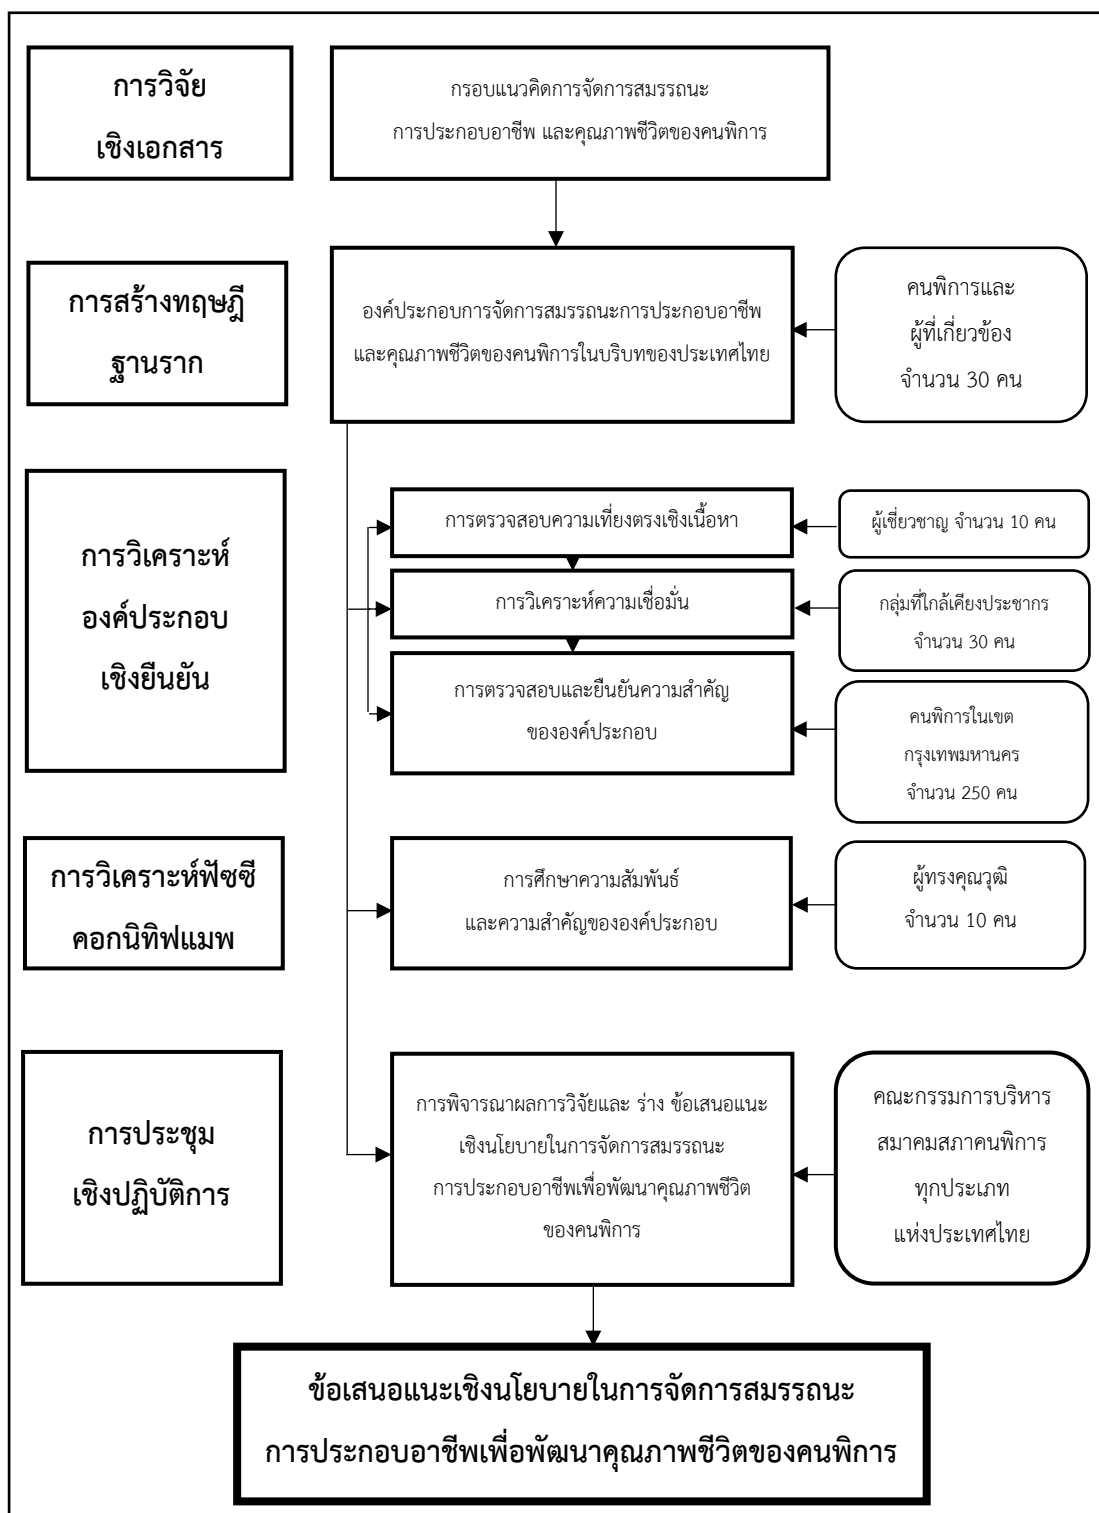 การวิจัย
เชิงเอกสาร
กรอบแนวคิดการจัดการสมรรถนะ
การประกอบอาชีพ และคุณภาพชีวิตของคนพิการ
การสร้างทฤษฎี
ฐานราก
องค์ประกอบการจัดการสมรรถนะการประกอบอาชีพ
และคุณภาพชีวิตของคนพิการในบริบทของประเทศไทย
คนพิการและ
ผู้ที่เกี่ยวข้อง
จำนวน 30 คน
การวิเคราะห์
องค์ประกอบ
เชิงยืนยัน
การตรวจสอบความเที่ยงตรงเชิงเนื้อหา
ผู้เชี่ยวชาญ จำนวน 10 คน
การวิเคราะห์ความเชื่อมั่น
กลุ่มที่ใกล้เคียงประชากร
จำนวน 30 คน
การตรวจสอบและยืนยันความสำคัญ
ขององค์ประกอบ
คนพิการในเขต
กรุงเทพมหานคร
จำนวน 250 คน
การวิเคราะห์ฟัซซี
คอกนิทิฟแมพ
การศึกษาความสัมพันธ์
และความสำคัญขององค์ประกอบ
ผู้ทรงคุณวุฒิ
จำนวน 10 คน
การประชุม
เชิงปฏิบัติการ
การพิจารณาผลการวิจัยและ ร่าง ข้อเสนอแนะ
เชิงนโยบายในการจัดการสมรรถนะ
การประกอบอาชีพเพื่อพัฒนาคุณภาพชีวิต
ของคนพิการ
คณะกรรมการบริหาร
สมาคมสภาคนพิการ
ทุกประเภท
แห่งประเทศไทย
ข้อเสนอแนะเชิงนโยบายในการจัดการสมรรถนะ
การประกอบอาชีพเพื่อพัฒนาคุณภาพชีวิตของคนพิการ